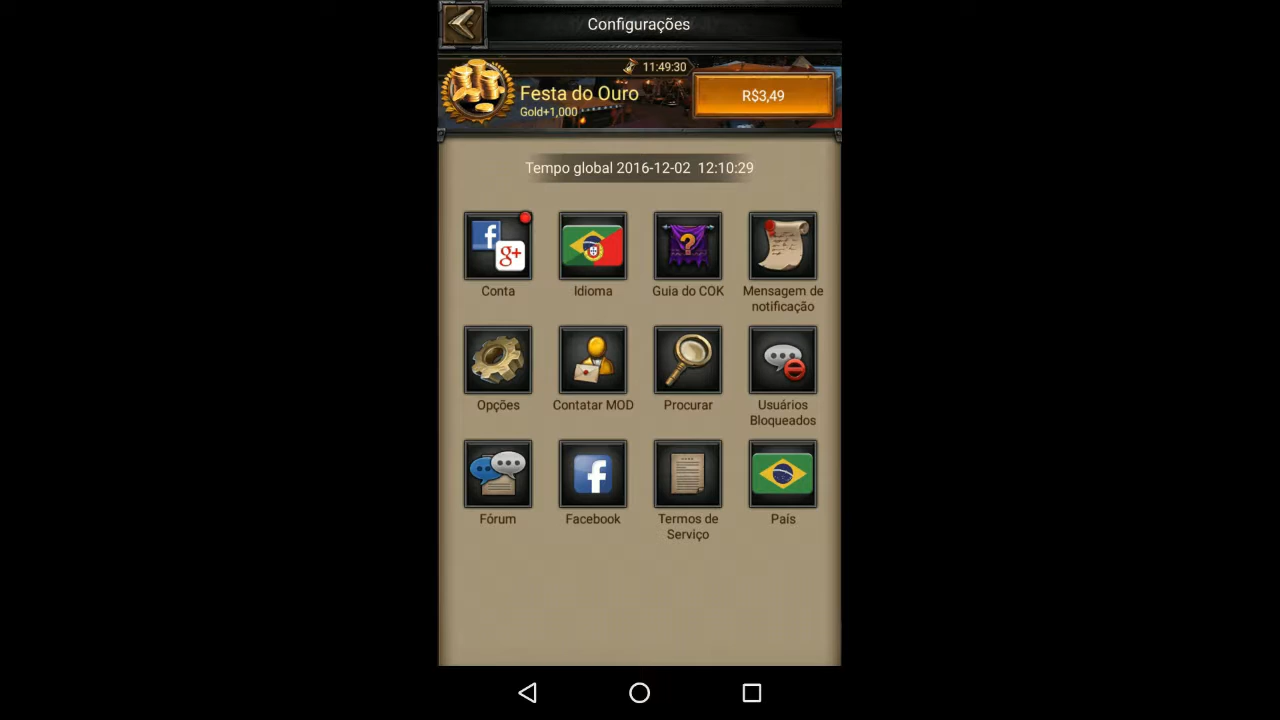 Configurações
11:49:30
Festa do Ouro
Gold+1,000
R$3,49
Tempo global 2016-12-02 12:10:29
f
g+
Conta
Idioma
?
Guia do COK
Mensagem de
notificação
Opções
Contatar MOD
Procurar
Usuários
Bloqueados
Fórum
f
Facebook
Termos de
Serviço
País